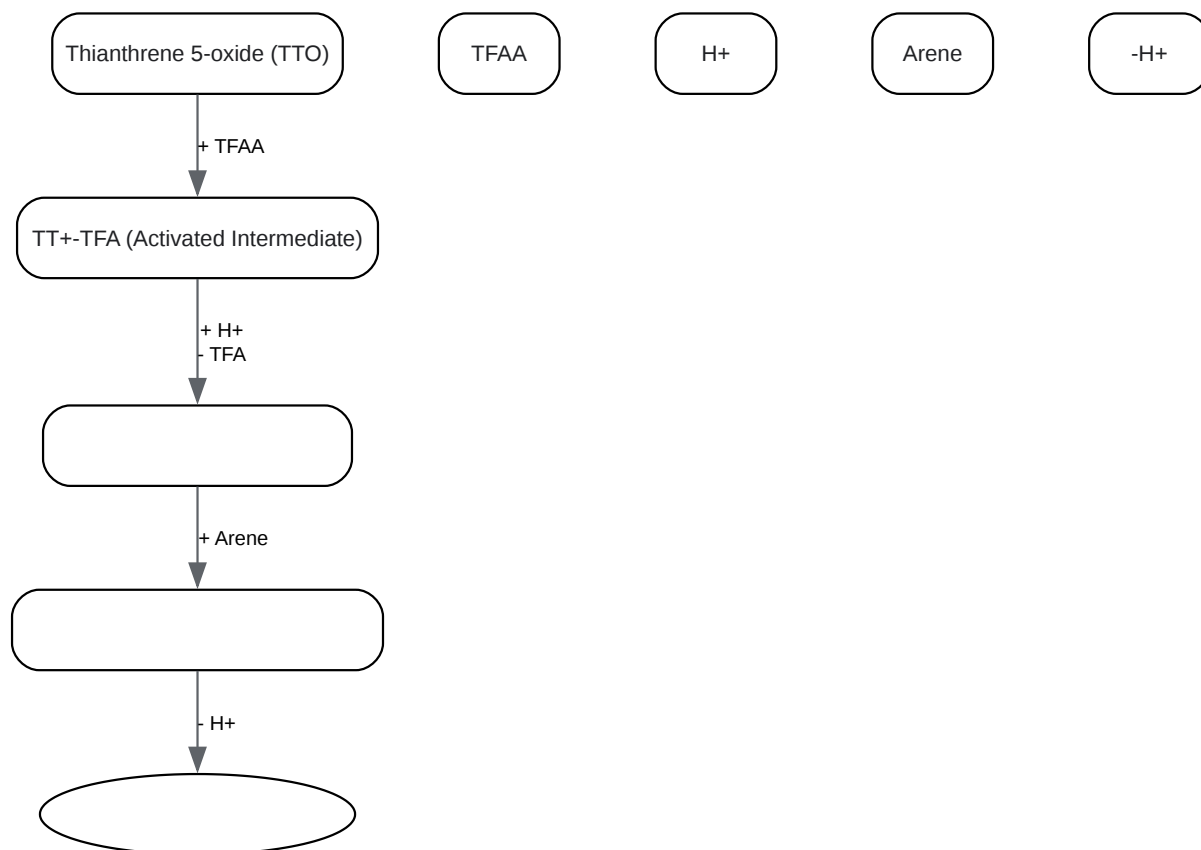 Thianthrene 5-oxide (TTO)
TFAA
H+
Arene
-H+
+ TFAA
TT+-TFA (Activated Intermediate)
+ H+
- TFA
+ Arene
- H+